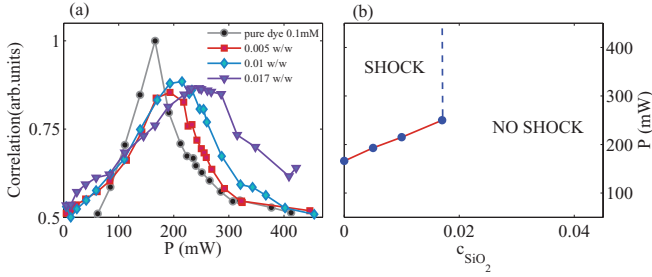 (a)
Correlation(arb.units)
1
0.75
0.5
pure dye 0.1mM
0.005 w/w
0.01 w/w
0.017 w/w
0 100 200 300 400
P (mW)
(b)
SHOCK
NO SHOCK
400
300
200
100
P (mW)
0 0.02 0.04
c_SiO₂